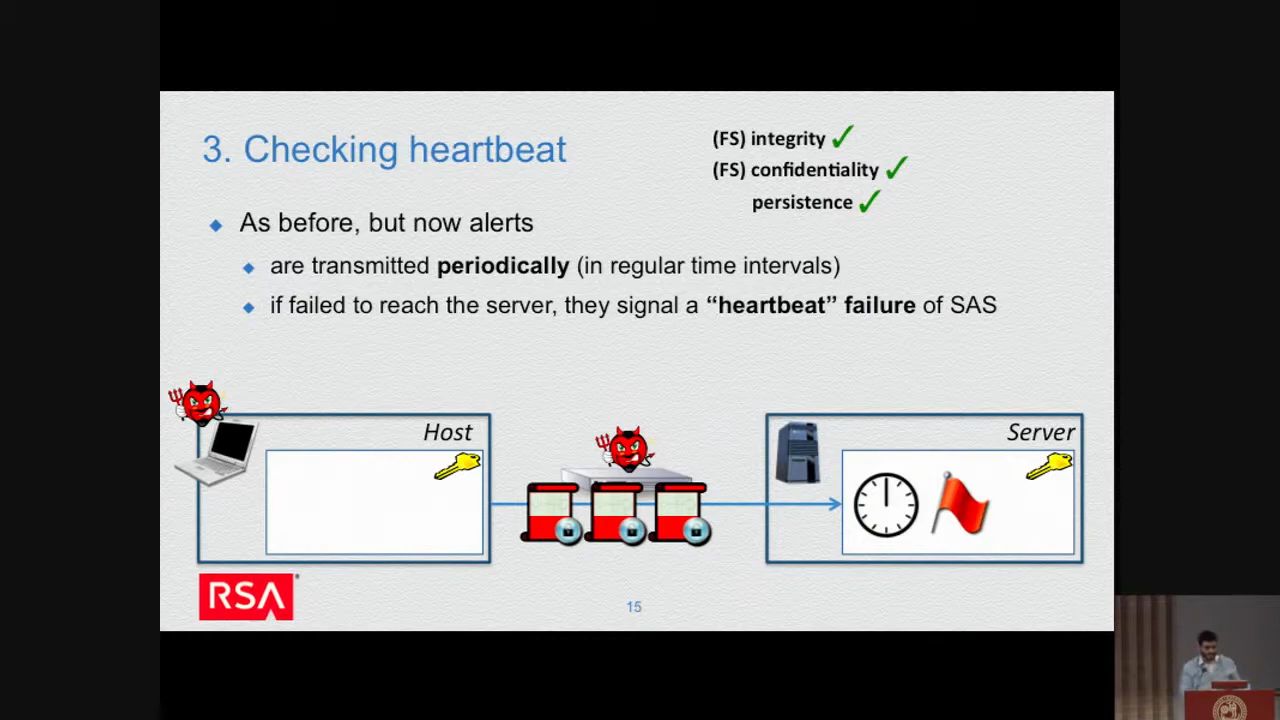 3. Checking heartbeat
(FS) integrity
(FS) confidentiality
persistence
As before, but now alerts
are transmitted periodically (in regular time intervals)
if failed to reach the server, they signal a “heartbeat” failure of SAS
Host
Server
RSA
15